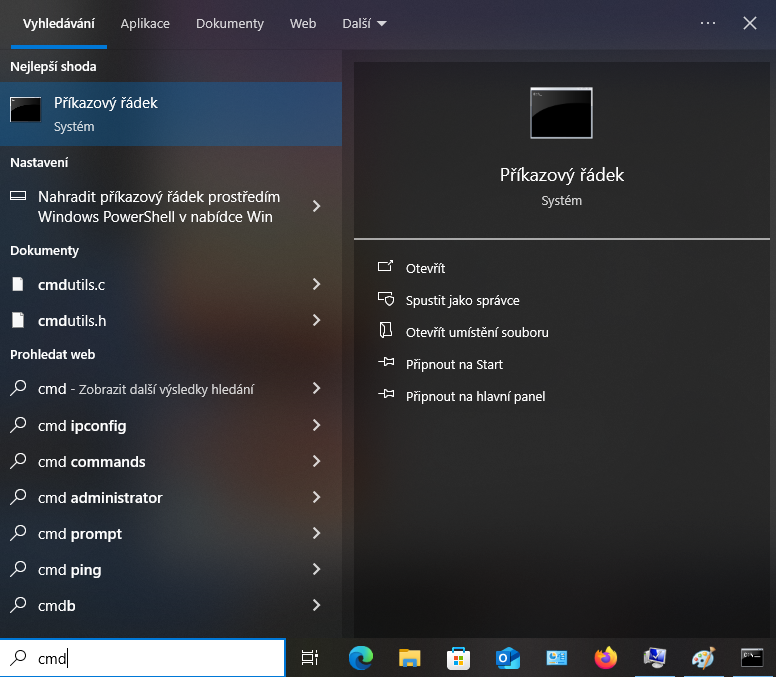 Vyhledávání Aplikace Dokumenty Web Další
Nejlepší shoda
Příkazový řádek
Systém
Nastavení
Nahradit příkazový řádek prostředím
Windows PowerShell v nabídce Win
Dokumenty
cmdutils.c
cmdutils.h
Prohledat web
cmd - Zobrazit další výsledky hledání
cmd ipconfig
cmd commands
cmd administrator
cmd prompt
cmd ping
cmdb
Příkazový řádek
Systém
Otevřít
Spustit jako správce
Otevřít umístění souboru
Připnout na Start
Připnout na hlavní panel
cmd